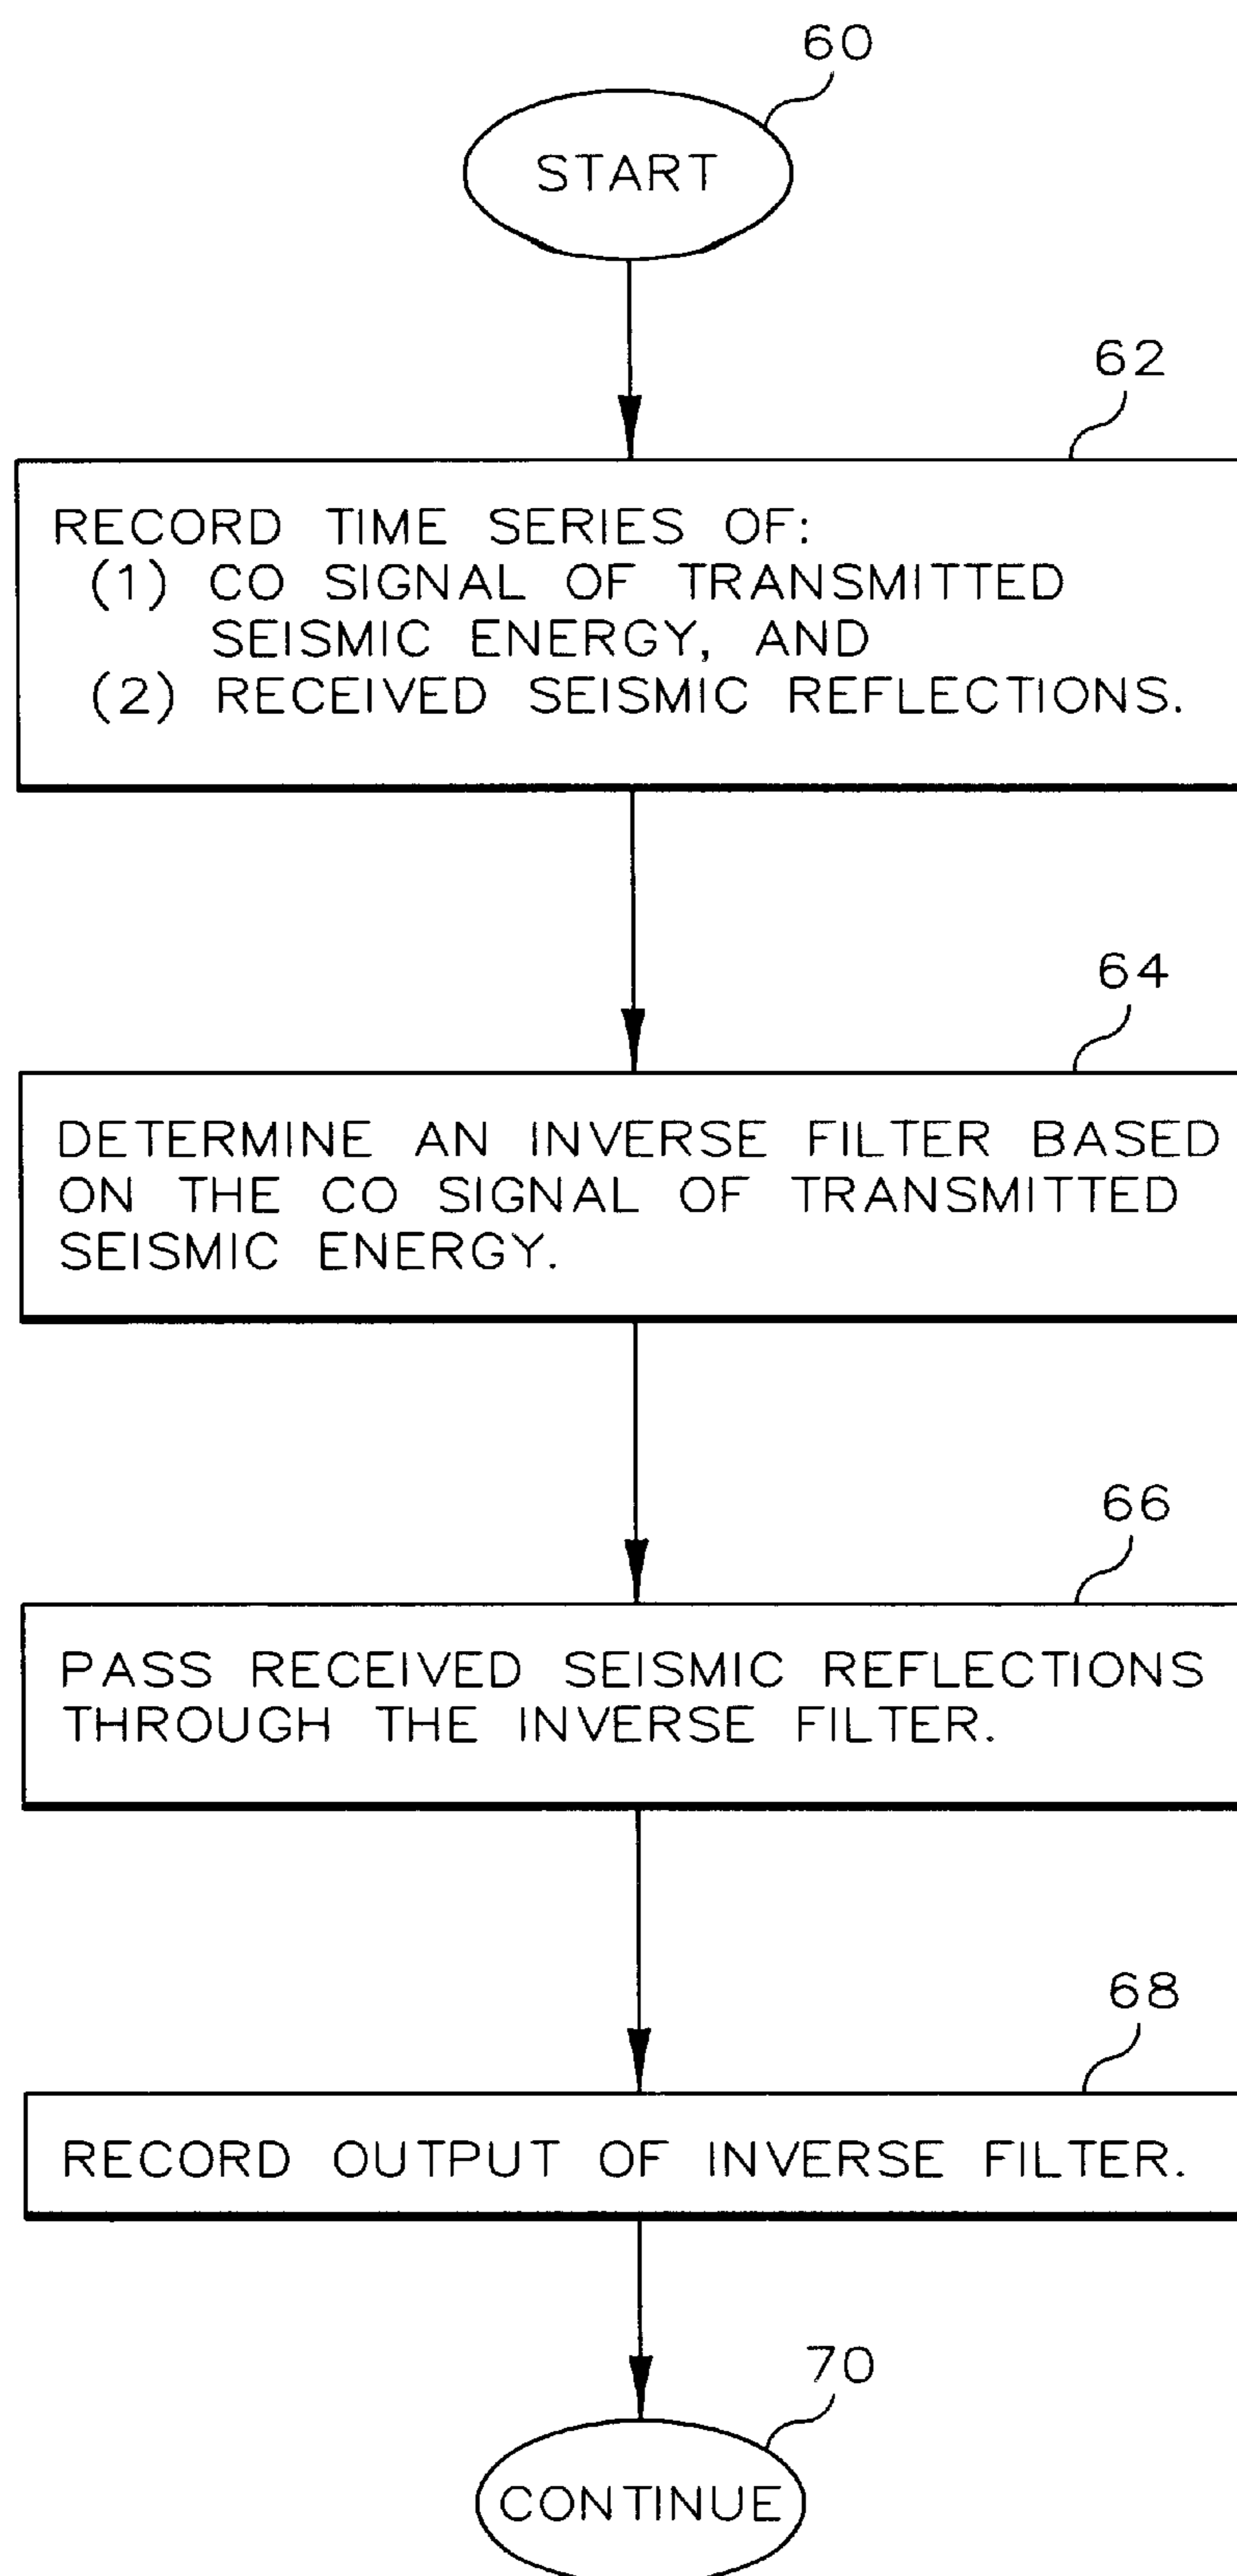 60
START
62
RECORD TIME SERIES OF:
(1) CO SIGNAL OF TRANSMITTED
SEISMIC ENERGY, AND
(2) RECEIVED SEISMIC REFLECTIONS.
64
DETERMINE AN INVERSE FILTER BASED
ON THE CO SIGNAL OF TRANSMITTED
SEISMIC ENERGY.
66
PASS RECEIVED SEISMIC REFLECTIONS
THROUGH THE INVERSE FILTER.
68
RECORD OUTPUT OF INVERSE FILTER.
70
CONTINUE